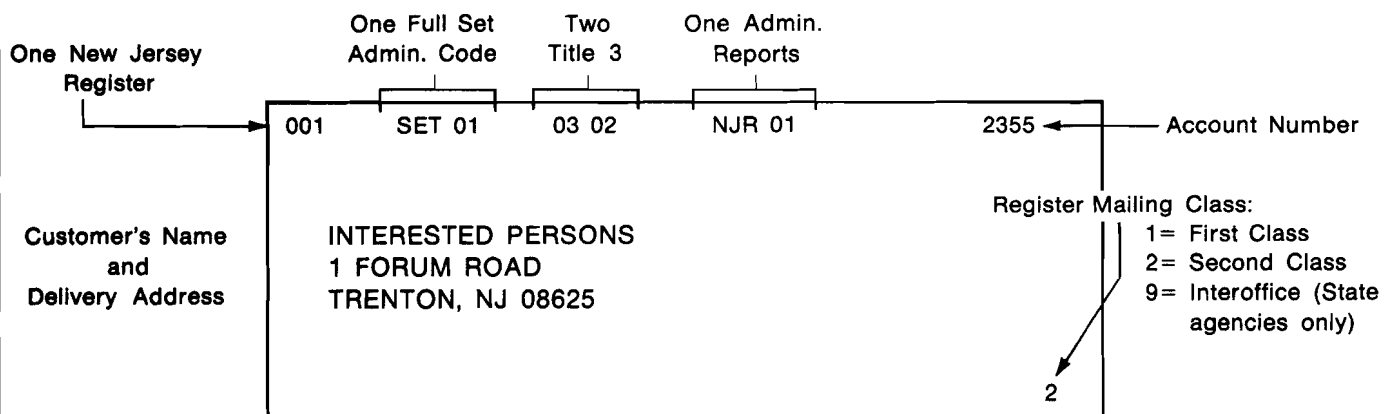 One Full Set
Admin. Code
Two
Title 3
One Admin.
Reports
One New Jersey
Register
001 SET 01 03 02 NJR 01 2355
Account Number
Register Mailing Class:
1= First Class
2= Second Class
9= Interoffice (State
agencies only)
Customer's Name
and
Delivery Address
INTERESTED PERSONS
1 FORUM ROAD
TRENTON, NJ 08625
2